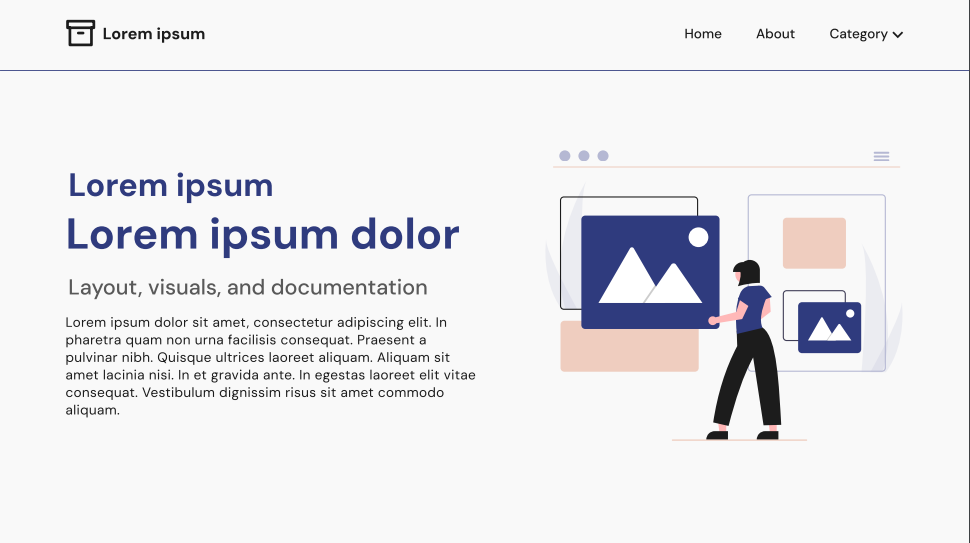 Lorem ipsum
Home
About
Category
Lorem ipsum
Lorem ipsum dolor
Layout, visuals, and documentation
Lorem ipsum dolor sit amet, consectetur adipiscing elit. In
pharetra quam non urna facilisis consequat. Praesent a
pulvinar nibh. Quisque ultrices laoreet aliquam. Aliquam sit
amet lacinia nisi. In et gravida ante. In egestas laoreet elit vitae
consequat. Vestibulum dignissim risus sit amet commodo
aliquam.